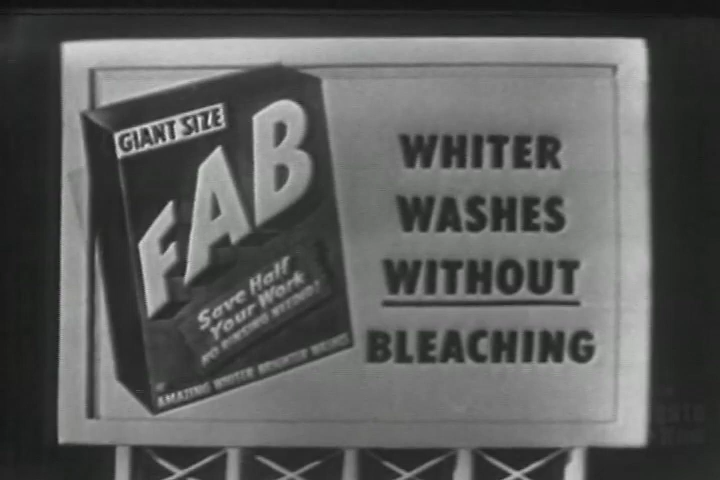 GIANT SIZE
FAB
Save Half
Your Work
NO RINSING NEEDED!
AMAZING WHITER BRIGHTER WASHES
WHITER
WASHES
WITHOUT
BLEACHING